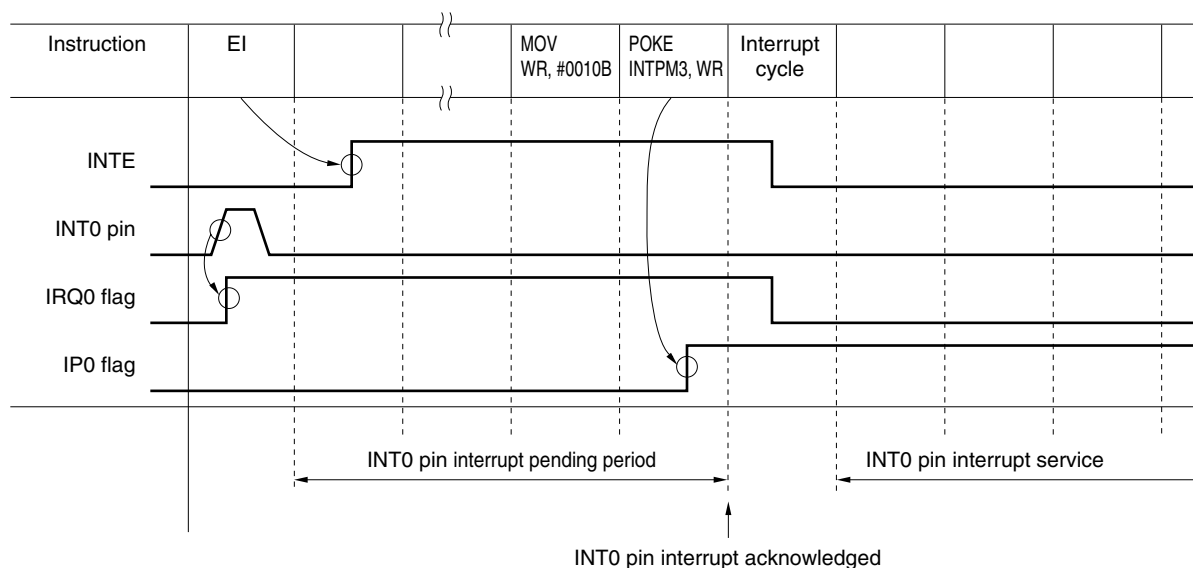 Instruction EI MOV POKE Interrupt
WR, #0010B INTPM3, WR cycle
INTE
INT0 pin
IRQ0 flag
IP0 flag
INT0 pin interrupt pending period INT0 pin interrupt service
INT0 pin interrupt acknowledged